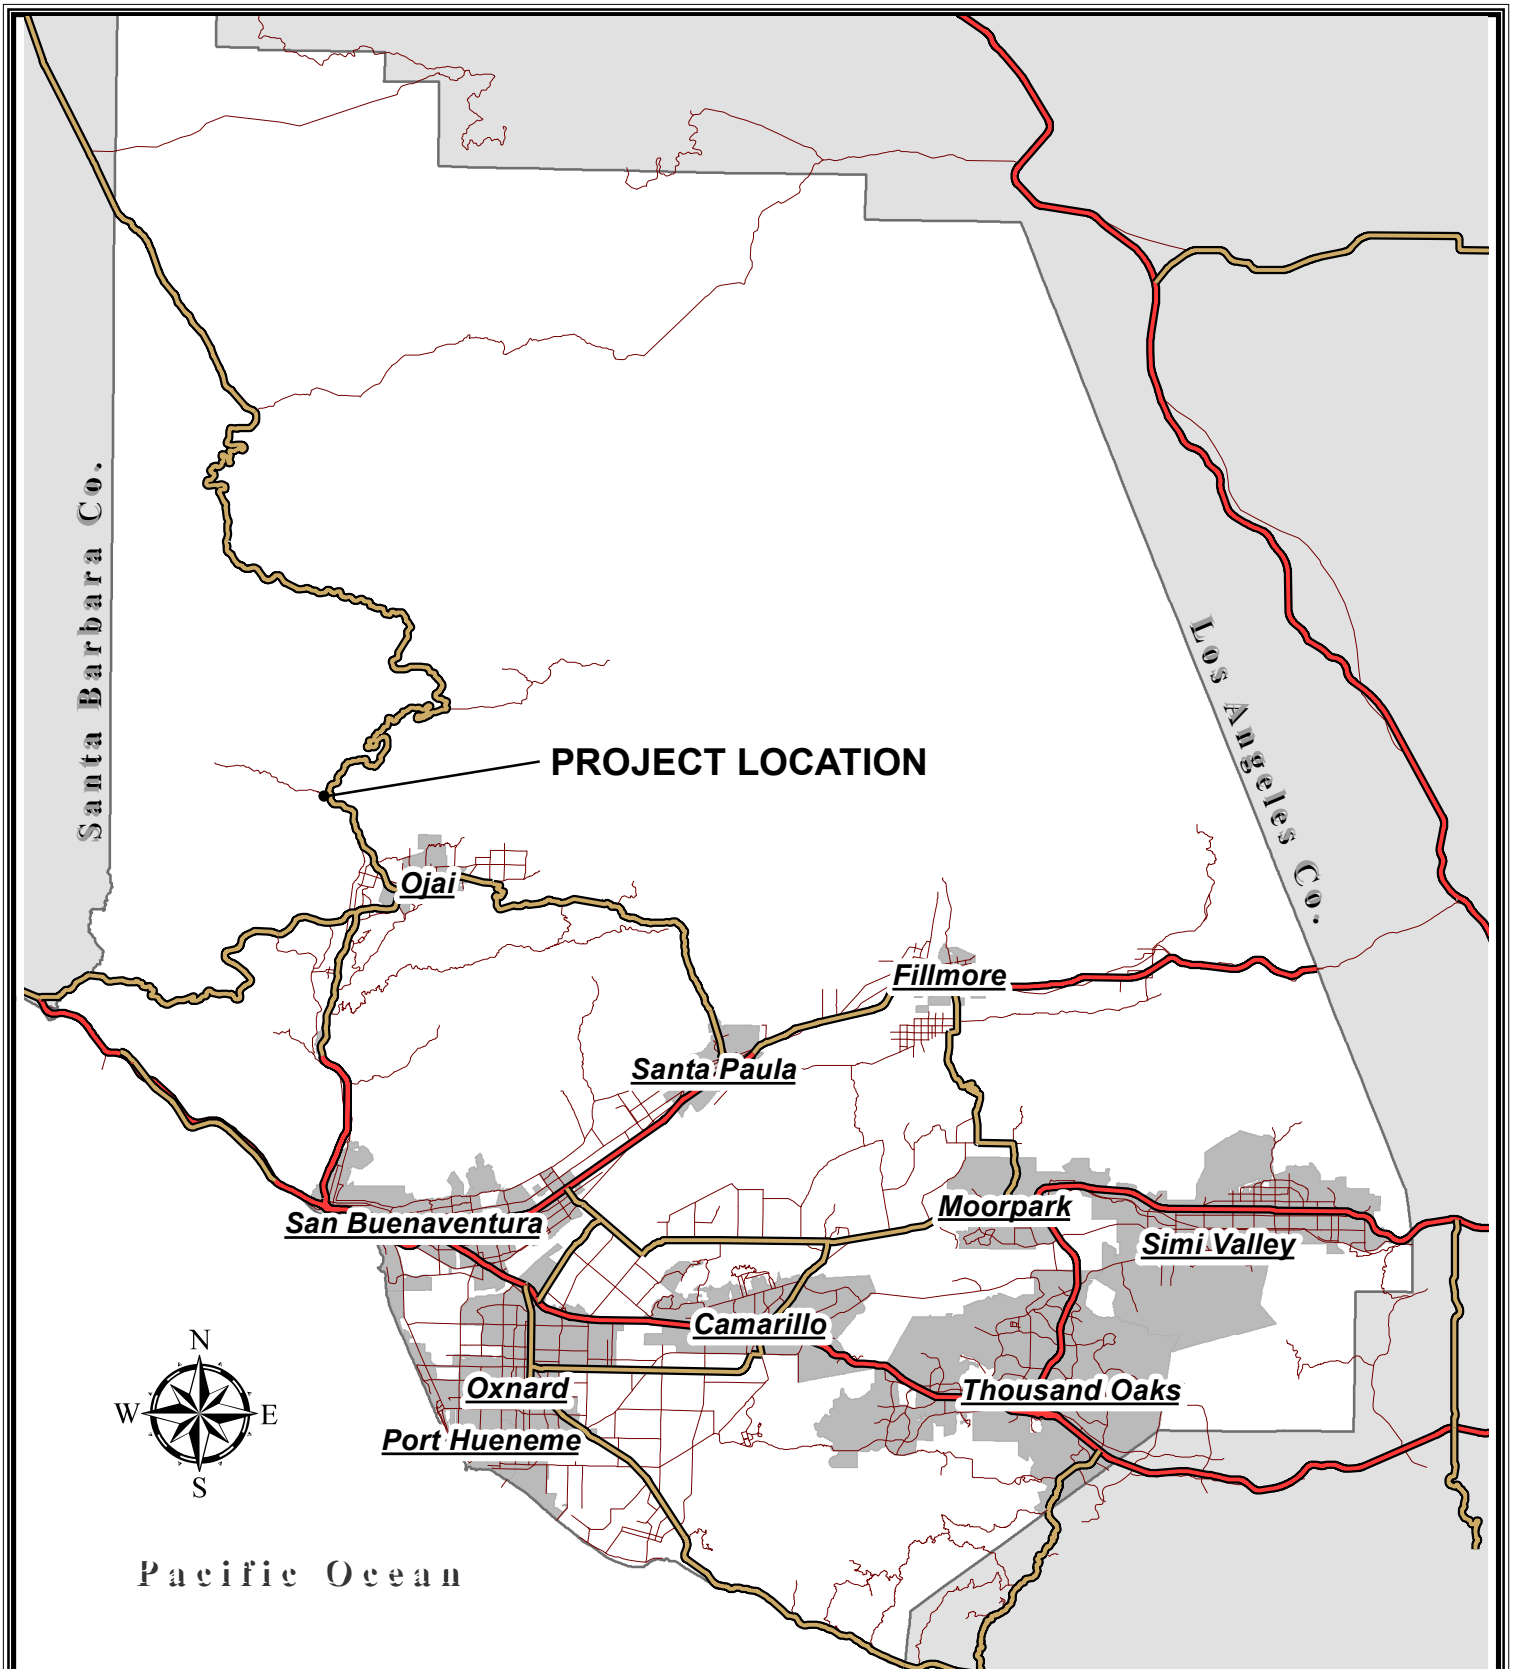 Santa Barbara Co.
Los Angeles Co.
PROJECT LOCATION
Ojai
Fillmore
Santa Paula
Moorpark
San Buenaventura
Simi Valley
Camarillo
Oxnard
Thousand Oaks
Port Hueneme
N
W E
S
Pacific Ocean